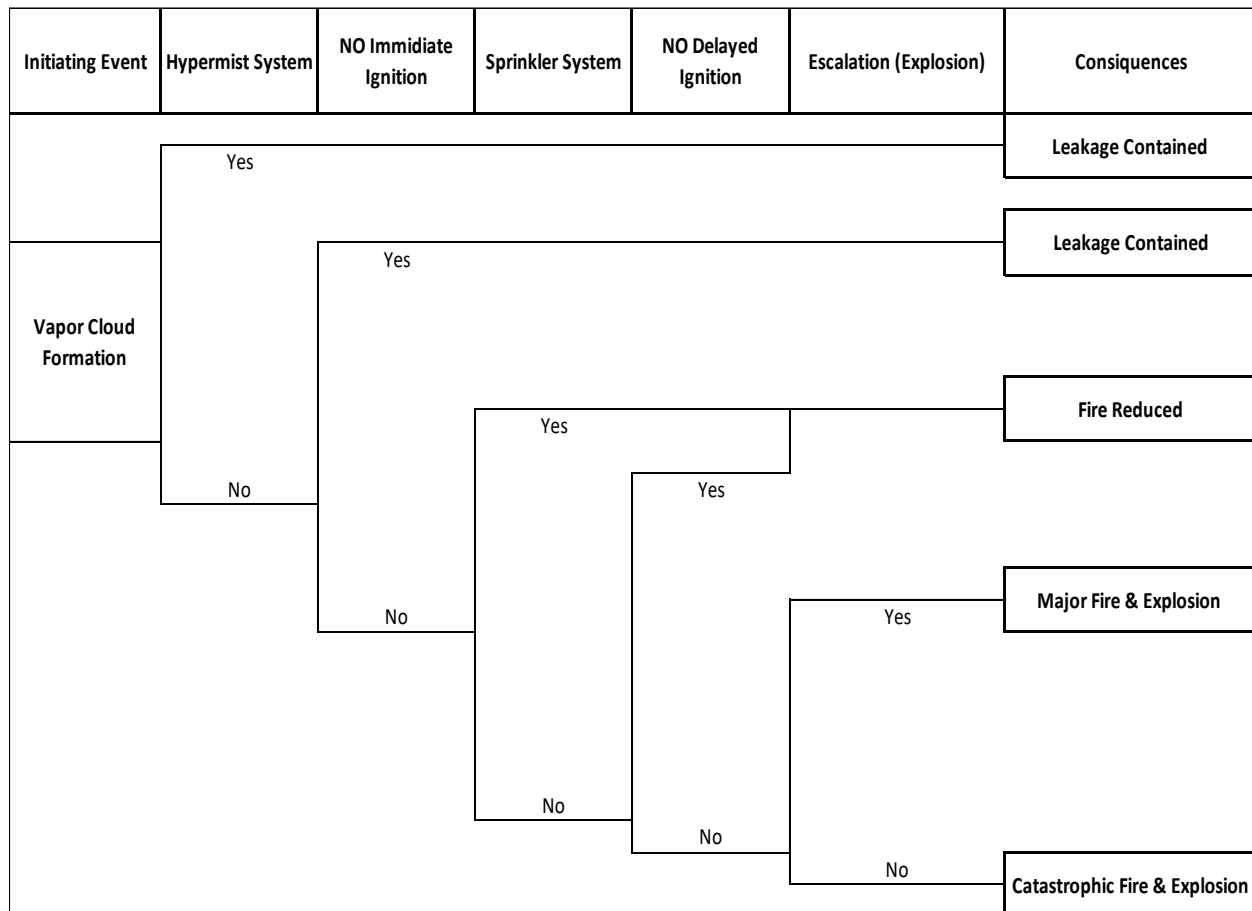 Initiating Event
Hypermist System
NO Immidiate
Ignition
Sprinkler System
NO Delayed
Ignition
Escalation (Explosion)
Consiquences
Yes
Leakage Contained
Yes
Leakage Contained
Vapor Cloud
Formation
Yes
Fire Reduced
No
Yes
No
Yes
Major Fire & Explosion
No
No
No
Catastrophic Fire & Explosion